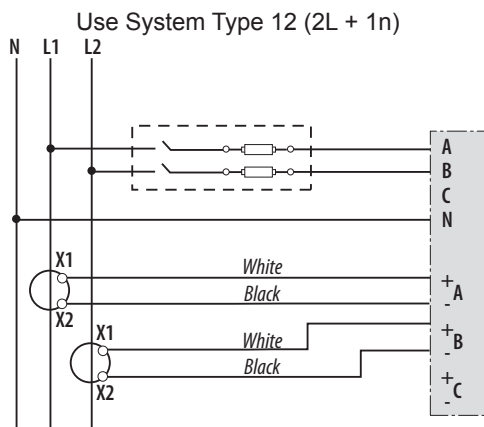 Use System Type 12 (2L + 1n)
N L1 L2
A
B
C
N
X1
White
+
A
Black
-
X2
X1
White
+
B
-
Black
X2
+
C
-